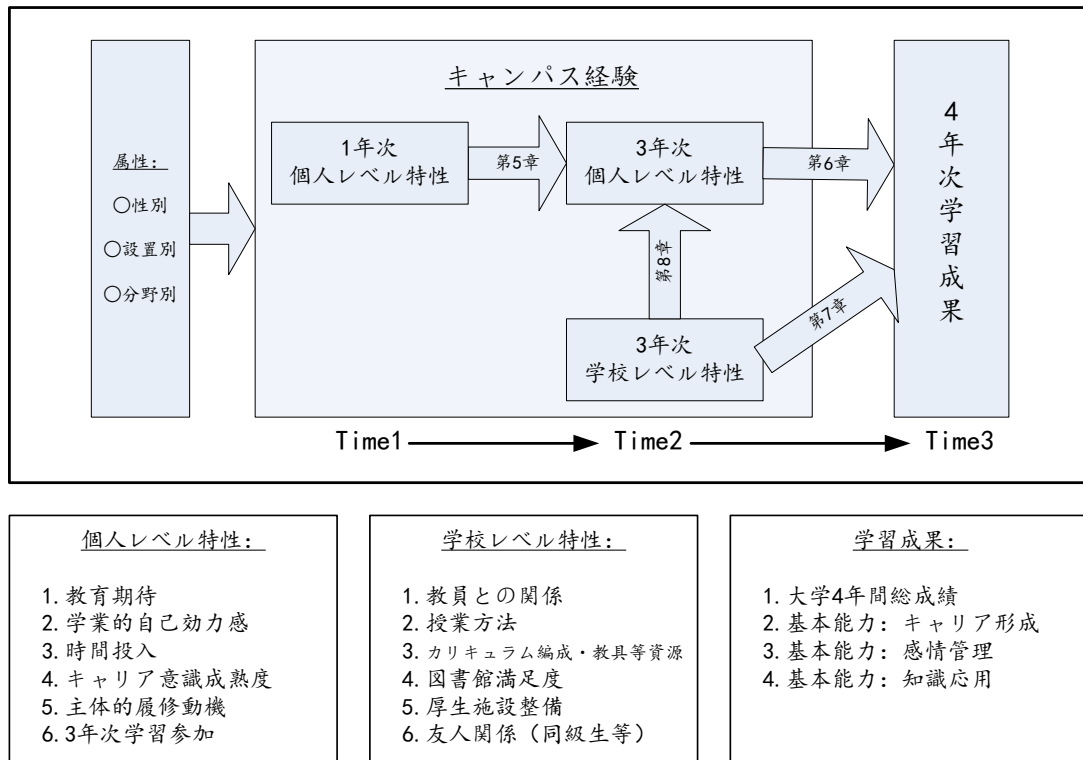 キャンパス経験
属性:
○性別
○設置別
○分野別
1年次
個人レベル特性
第5章
3年次
個人レベル特性
第6章
第8章
3年次
学校レベル特性
第7章
4年次学習成果
Time1
Time2
Time3
個人レベル特性:
1. 教育期待
2. 学業的自己効力感
3. 時間投入
4. キャリア意識成熟度
5. 主体的履修動機
6. 3年次学習参加
学校レベル特性:
1. 教員との関係
2. 授業方法
3. カリキュラム編成・教具等資源
4. 図書館満足度
5. 厚生施設整備
6. 友人関係（同級生等）
学習成果:
1. 大学4年間総成績
2. 基本能力: キャリア形成
3. 基本能力: 感情管理
4. 基本能力: 知識応用